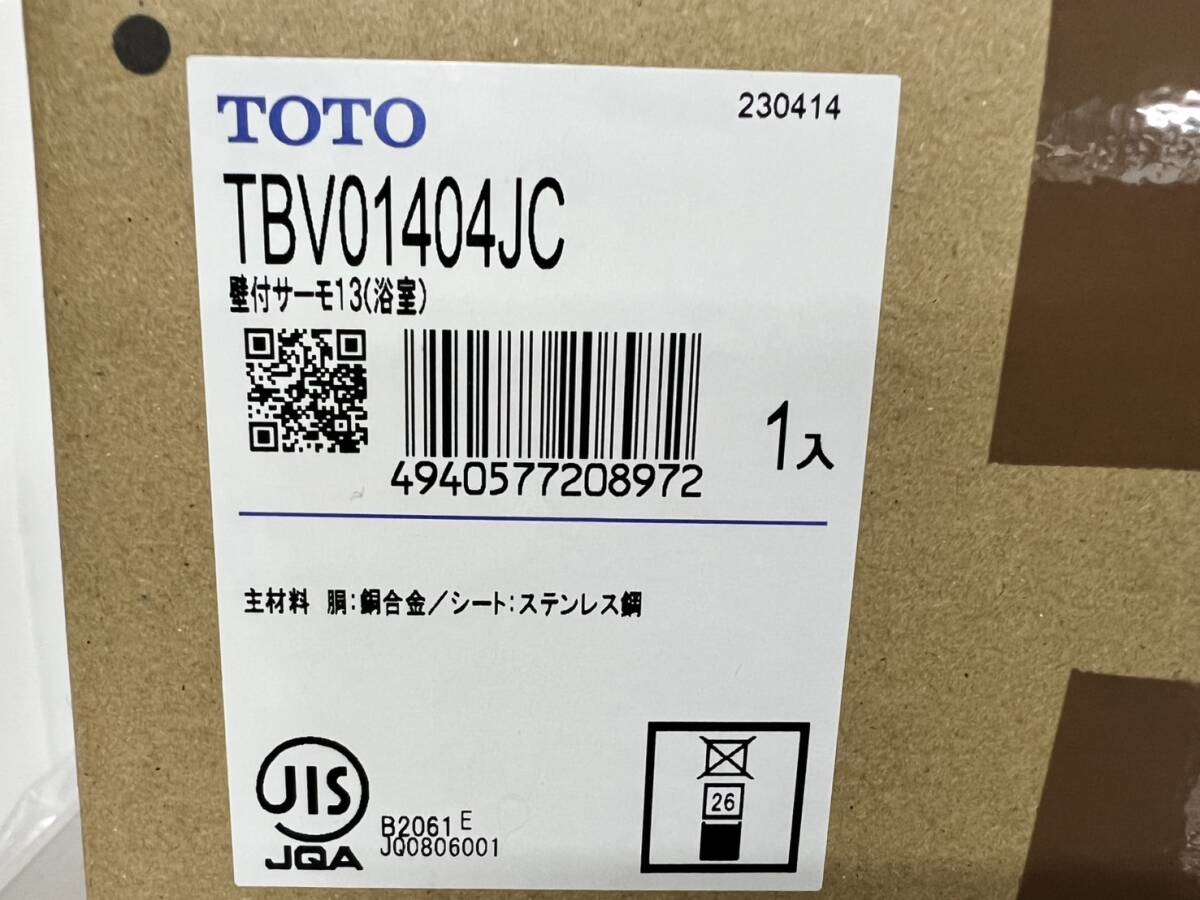 TOTO
230414
TBV01404JC
壁付サーモ13(浴室)
4940577208972
1入
主材料 胴:銅合金/シート:ステンレス鋼
JIS
JQA
B2061 E
JQ0806001
26